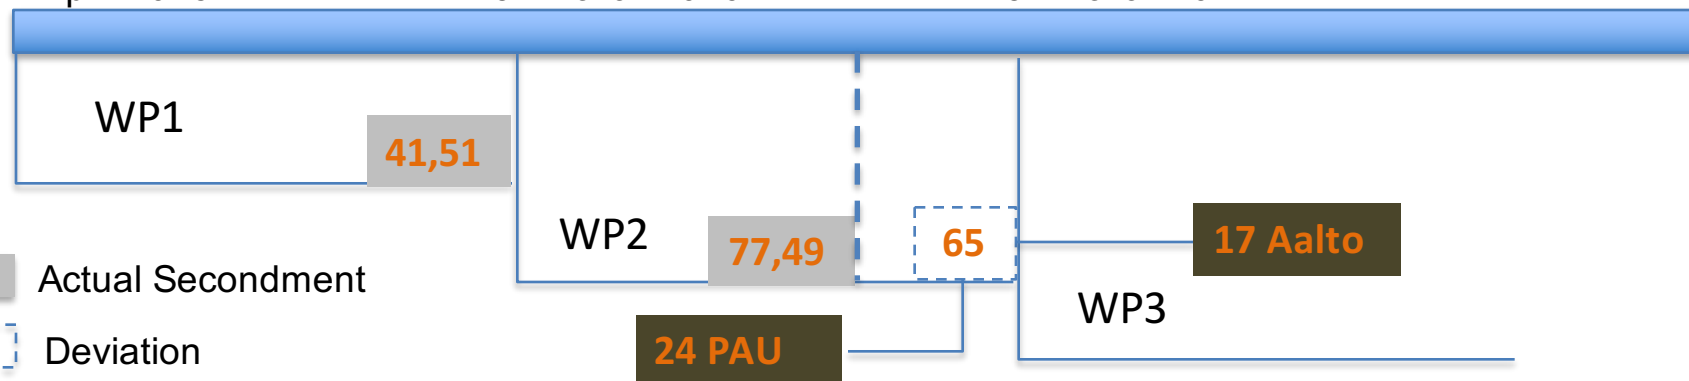 WP1
41,51
WP2
77,49
65
17 Aalto
Actual Secondment
WP3
Deviation
24 PAU